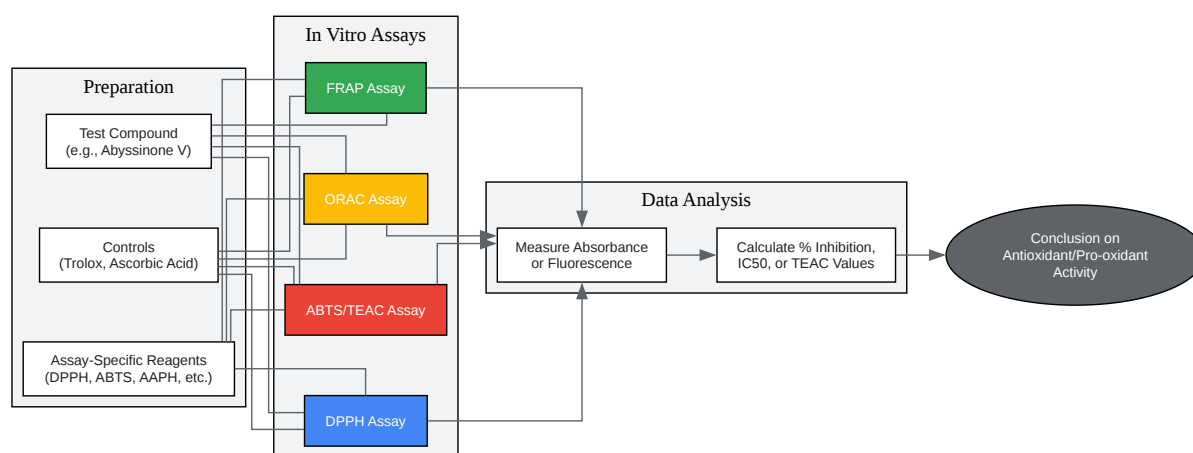 Preparation
Test Compound
(e.g., Abyssinone V)
Controls
(Trolox, Ascorbic Acid)
Assay-Specific Reagents
(DPPH, ABTS, AAPH, etc.)
In Vitro Assays
FRAP Assay
ORAC Assay
ABTS/TEAC Assay
DPPH Assay
Data Analysis
Measure Absorbance
or Fluorescence
Calculate % Inhibition,
IC50, or TEAC Values
Conclusion on
Antioxidant/Pro-oxidant
Activity